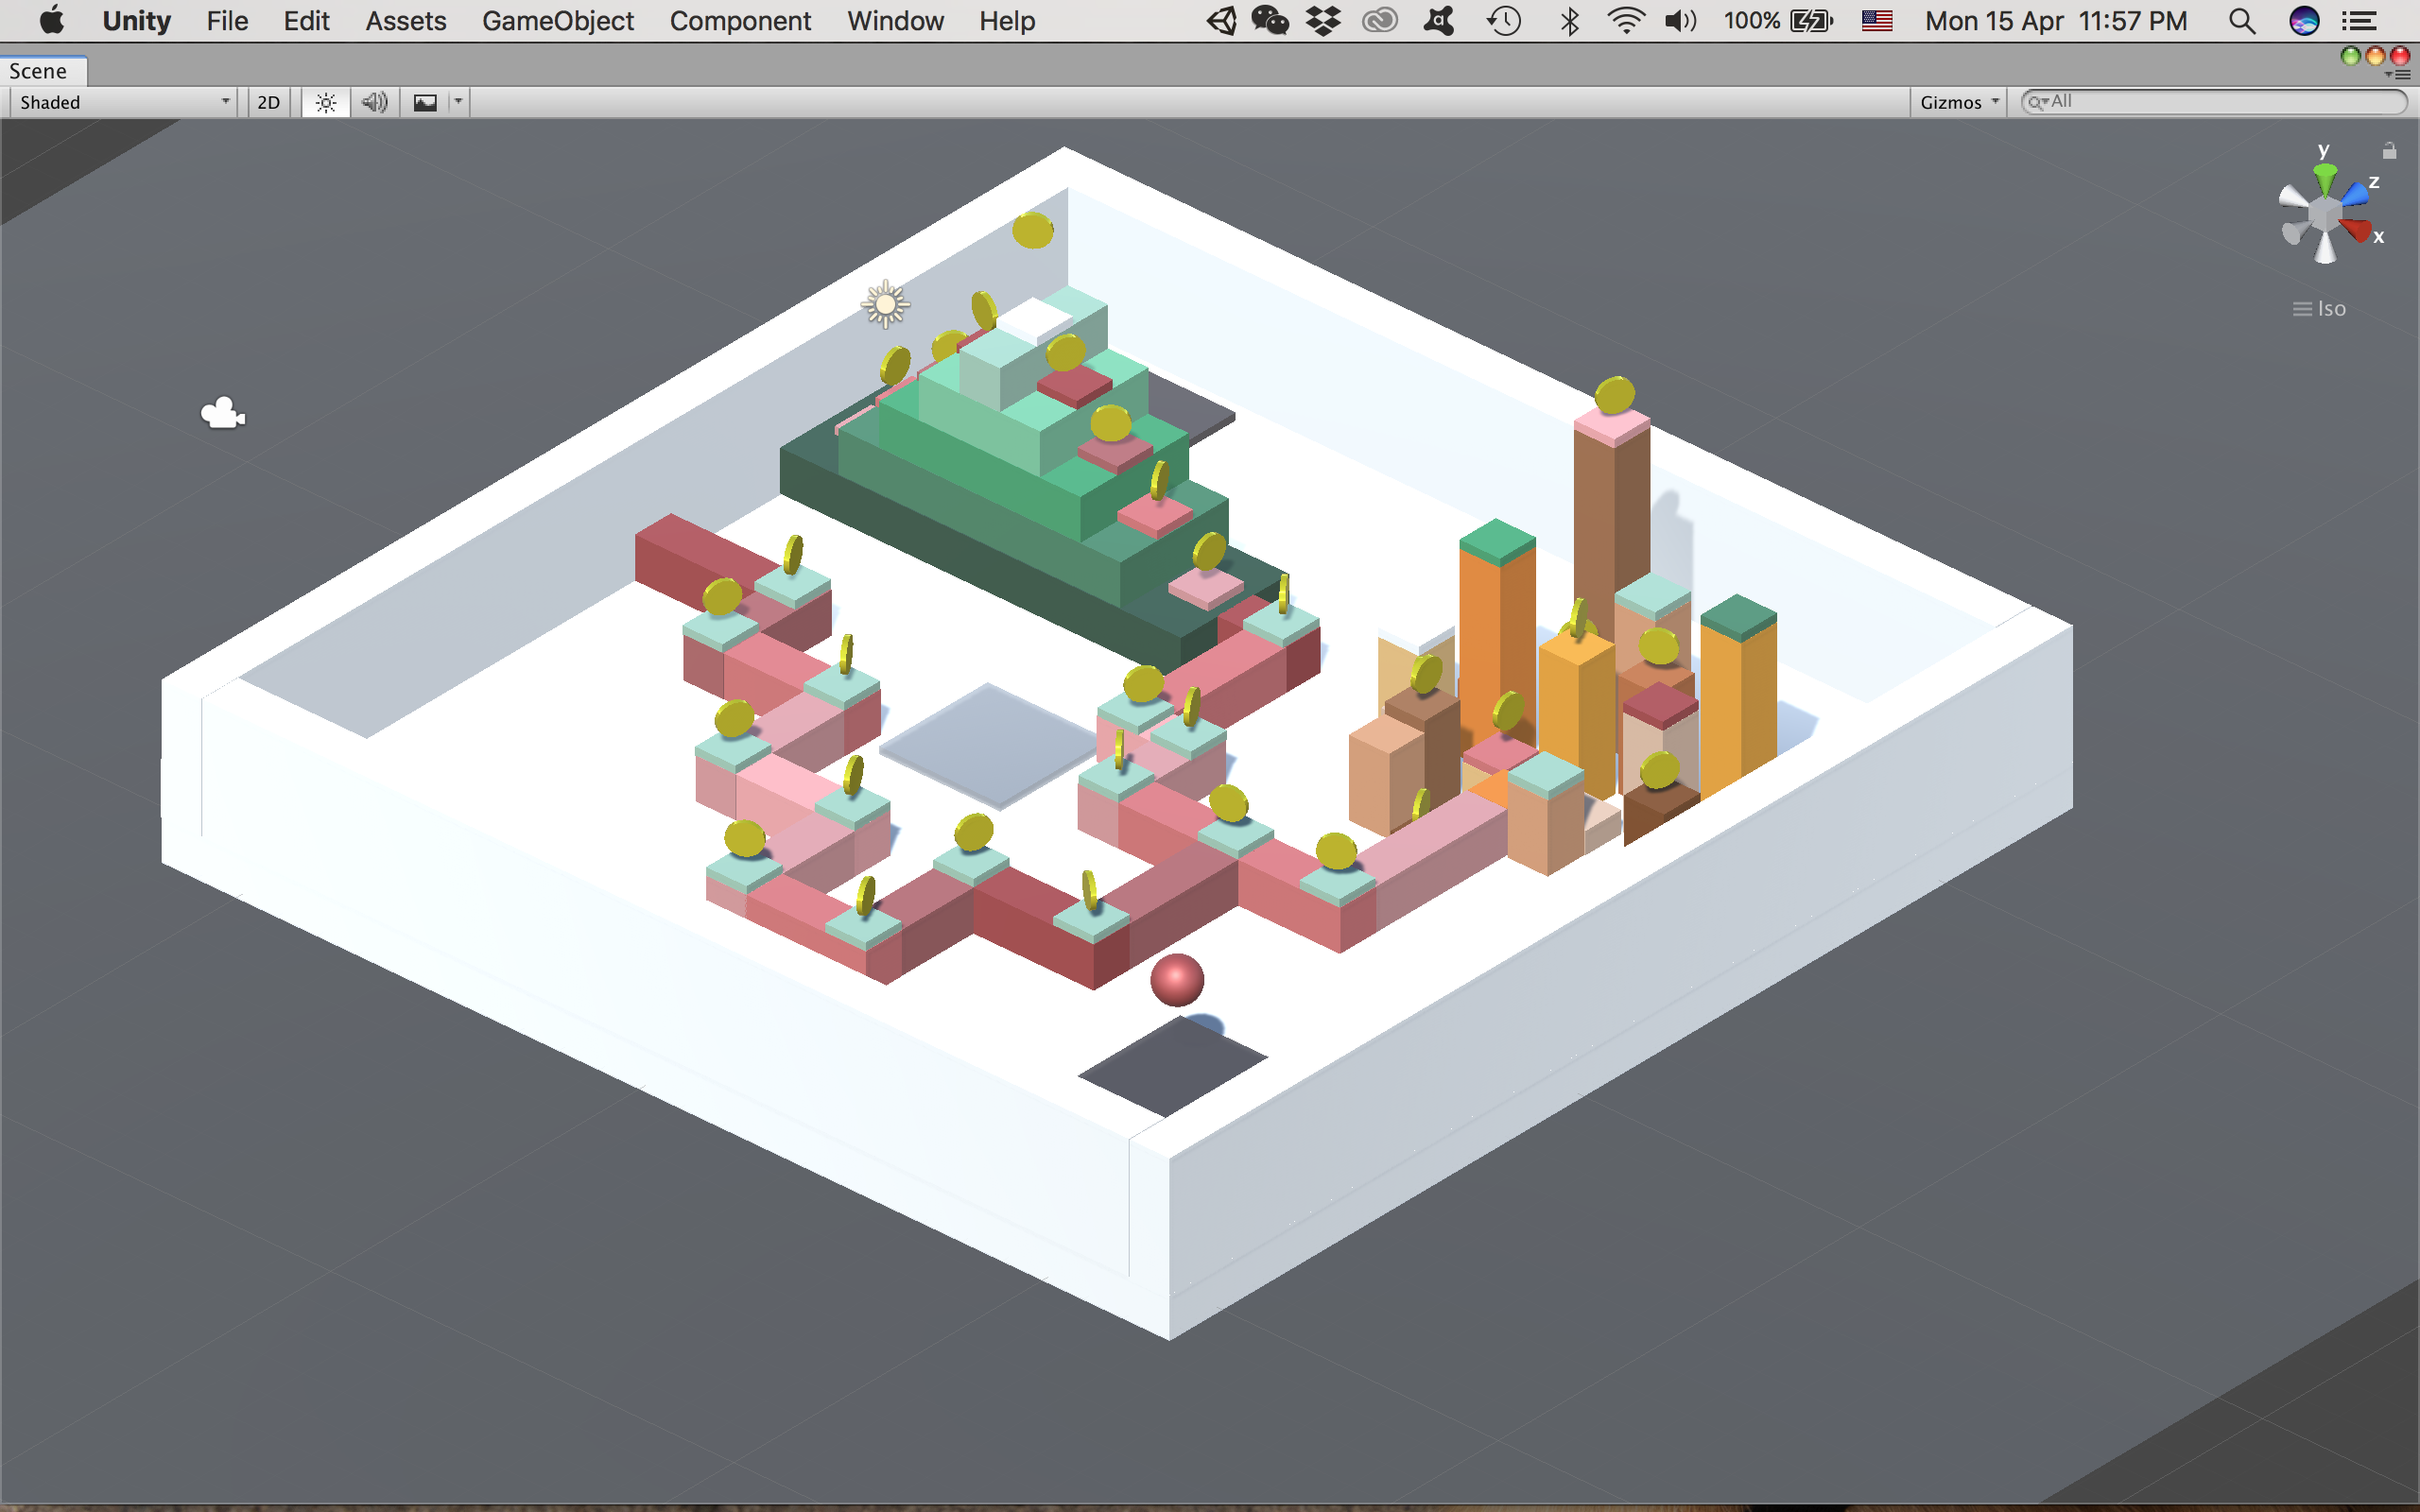 Unity File Edit Assets GameObject Component Window Help 100% Mon 15 Apr 11:57 PM
Scene
Shaded 2D Gizmos All
y
z
x
Iso